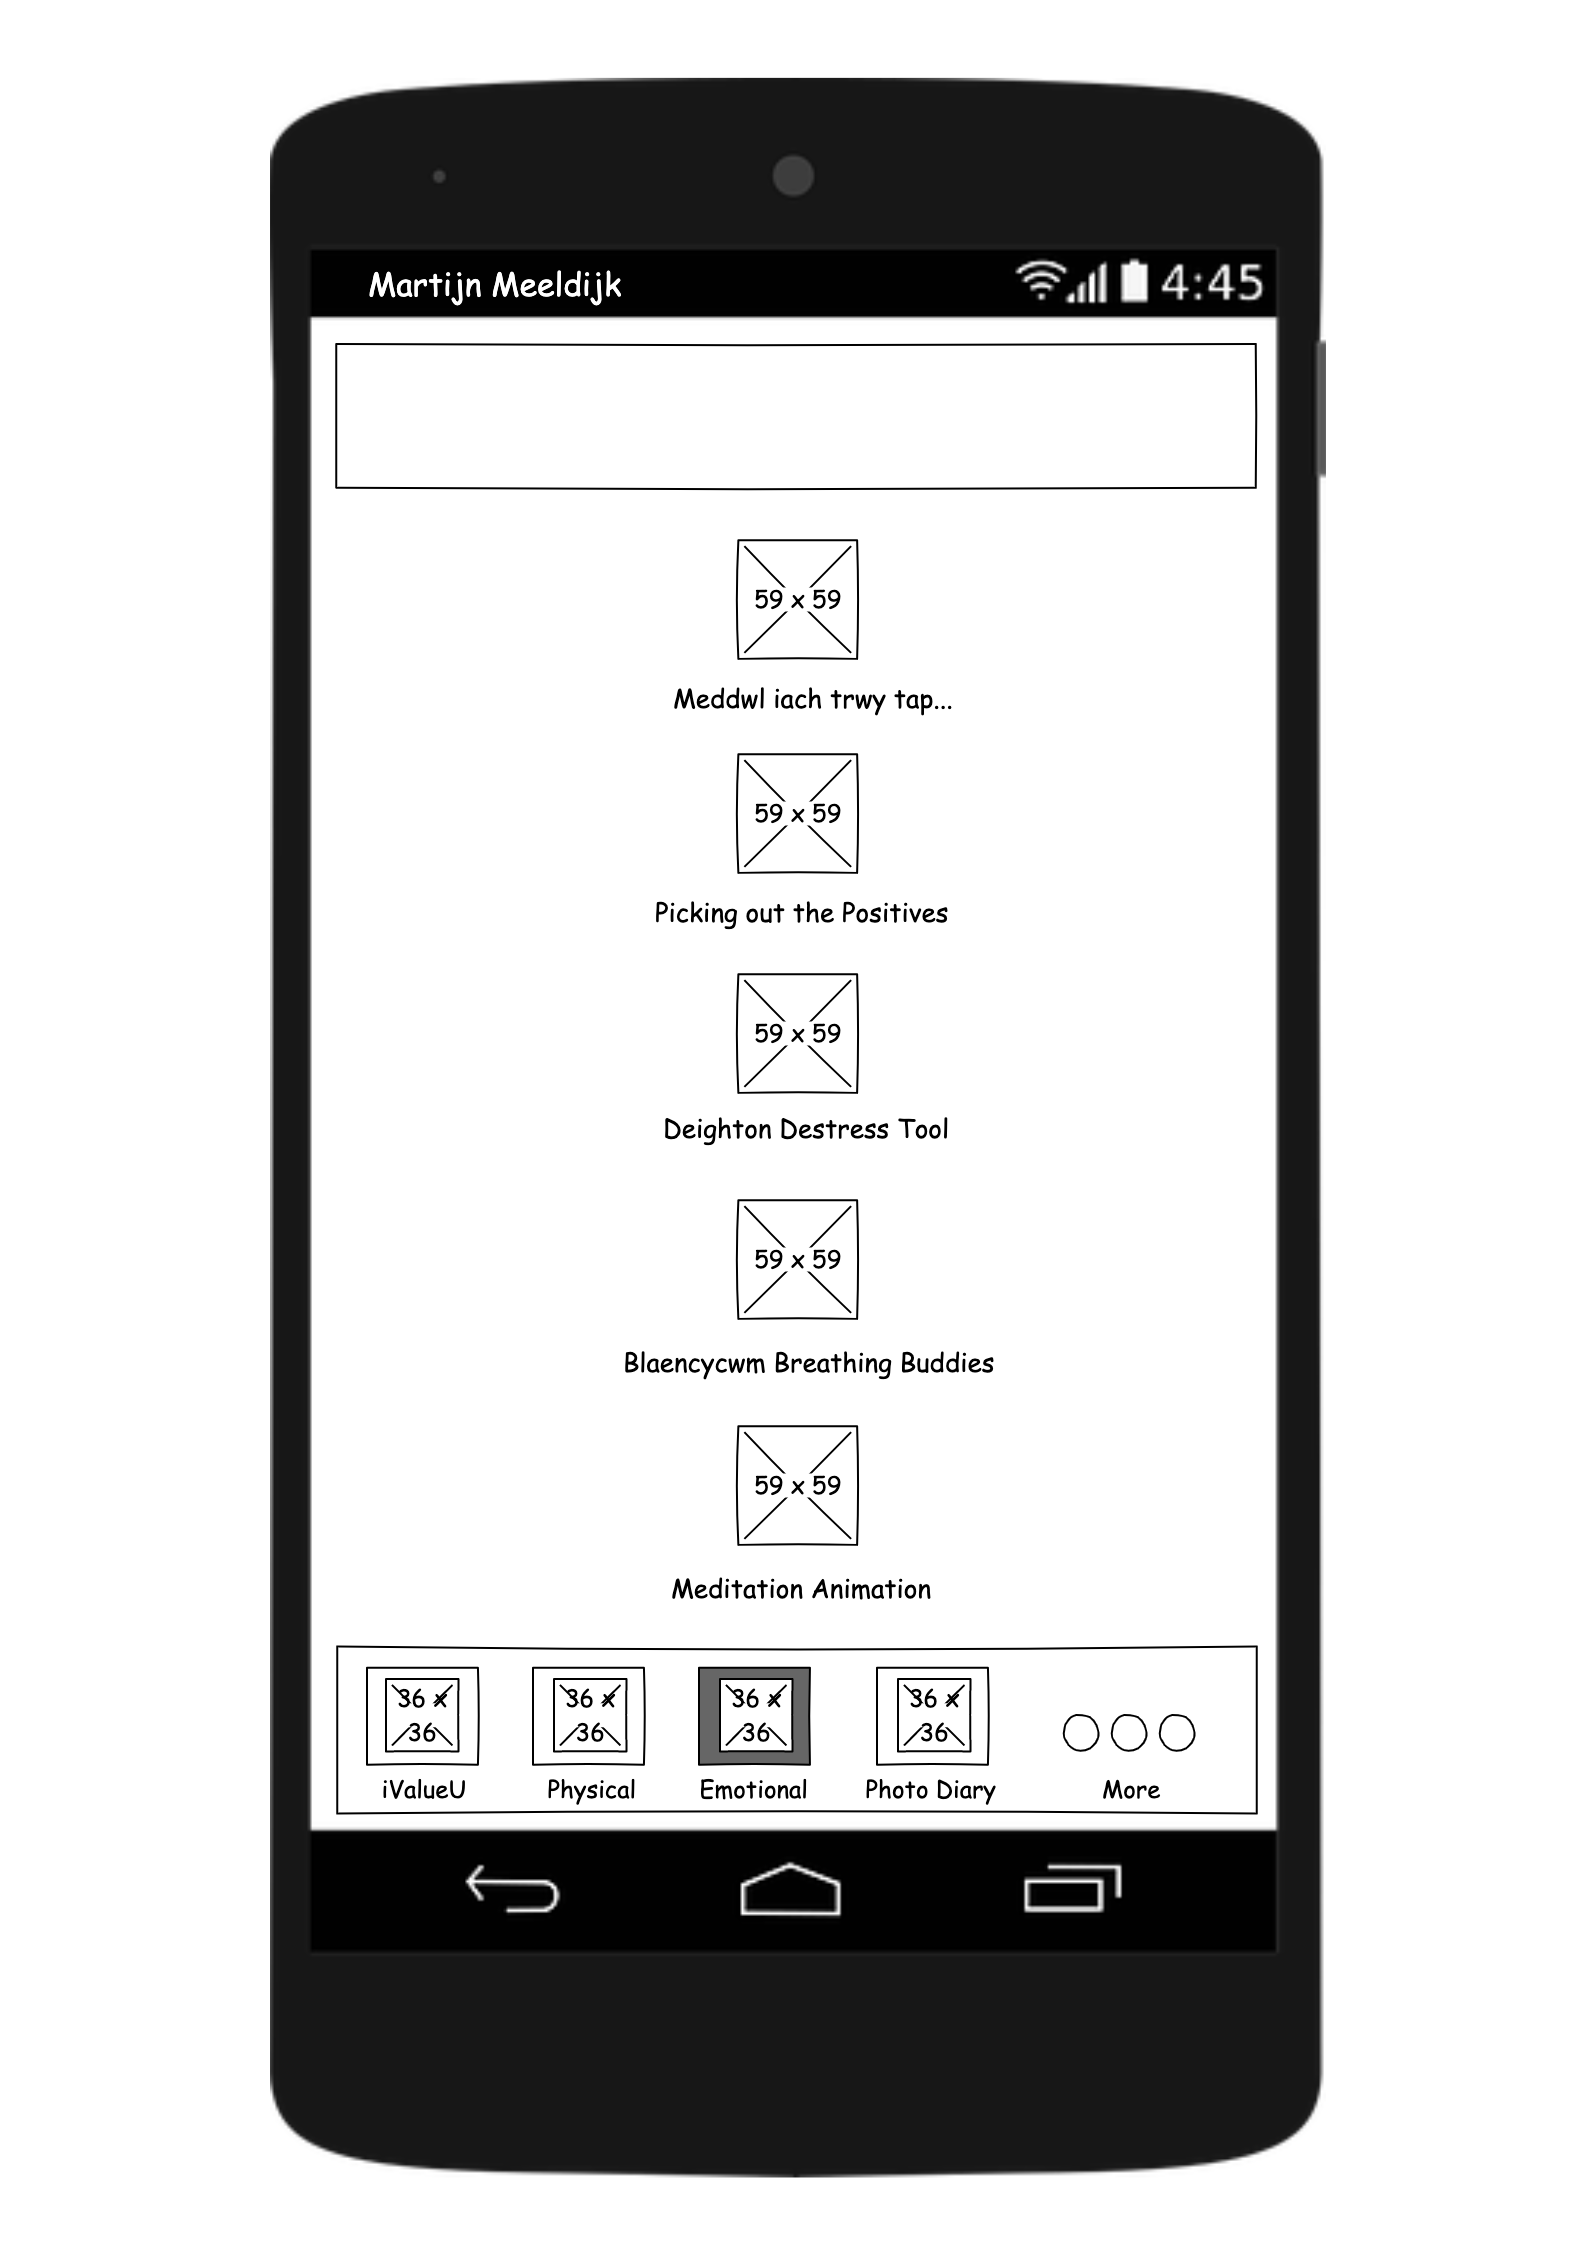 Martijn Meeldijk
4:45
59 x 59
Meddwl iach trwy tap...
59 x 59
Picking out the Positives
59 x 59
Deighton Destress Tool
59 x 59
Blaencycwm Breathing Buddies
59 x 59
Meditation Animation
36 x
36
iValueU
36 x
36
Physical
36 x
36
Emotional
36 x
36
Photo Diary
More